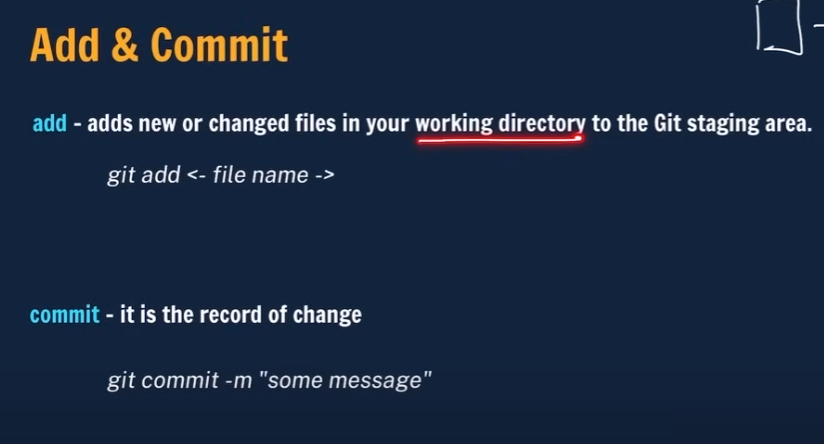 Add & Commit
add - adds new or changed files in your working directory to the Git staging area.
git add <- file name ->
commit - it is the record of change
git commit -m "some message"